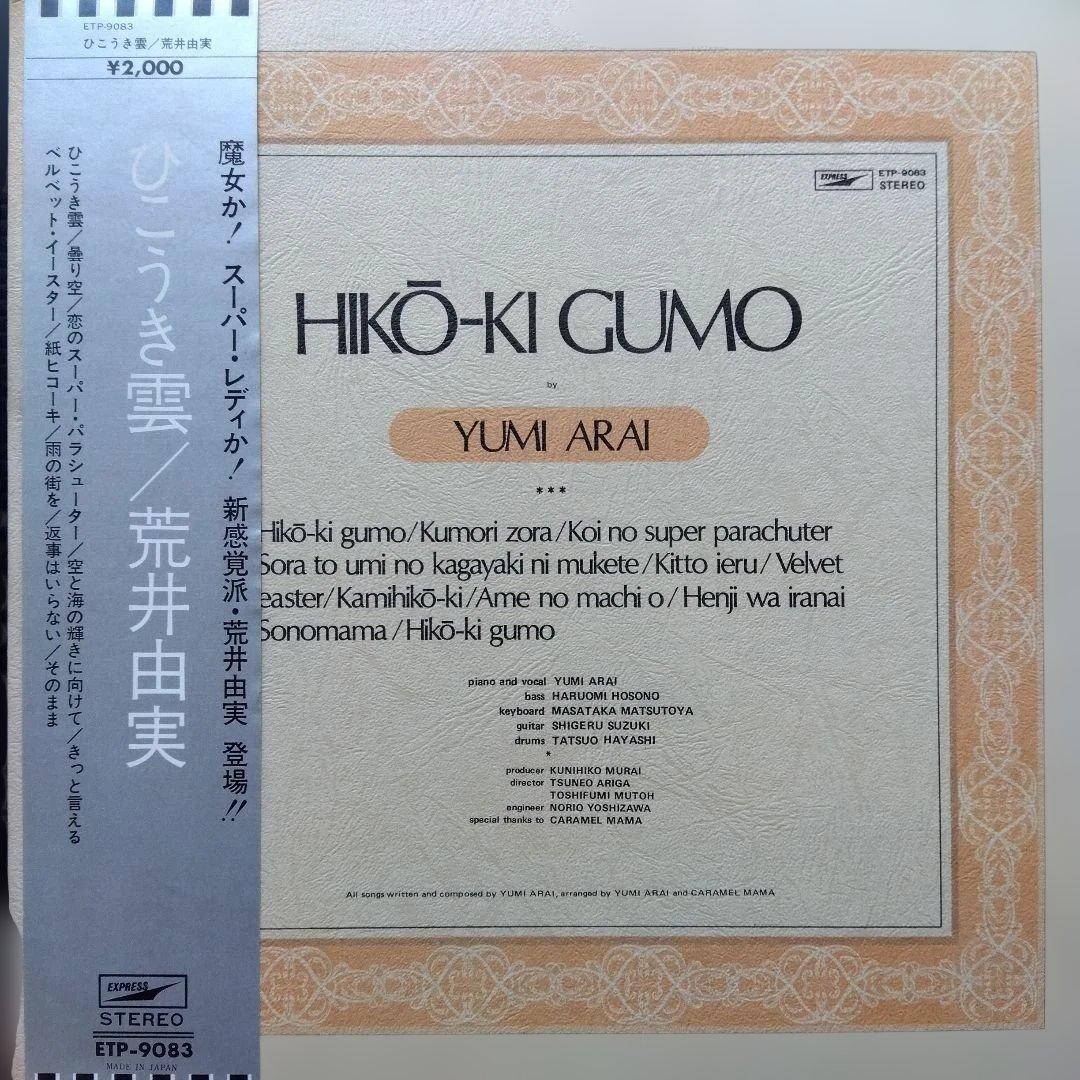 ETP-9083
ひこうき雲/荒井由実
¥2,000
魔女か! スーパー・レディか! 新感覚派・荒井由実 登場!!
ひこうき雲/荒井由実
ひこうき雲/曇り空/恋のスーパー・パラシューター/空と海の輝きに向けて/きっと言える
ベルベット・イースター/紙ヒコーキ/雨の街を/返事はいらない/そのまま
EXPRESS
STEREO
ETP-9083
MADE IN JAPAN
EXPRESS
ETP-9083
STEREO
HIKŌ-KI GUMO
by
YUMI ARAI
***
Hikō-ki gumo/Kumori zora/Koi no super parachuter
Sora to umi no kagayaki ni mukete/Kitto ieru/Velvet
easter/Kamihikō-ki/Ame no machi o/Henji wa iranai
Sonomama/Hikō-ki gumo
piano and vocal YUMI ARAI
bass HARUOMI HOSONO
keyboard MASATAKA MATSUTOYA
guitar SHIGERU SUZUKI
drums TATSUO HAYASHI
*
producer KUNIHIKO MURAI
director TSUNEO ARIGA
TOSHIFUMI MUTOH
engineer NORIO YOSHIZAWA
special thanks to CARAMEL MAMA
All songs written and composed by YUMI ARAI, arranged by YUMI ARAI and CARAMEL MAMA